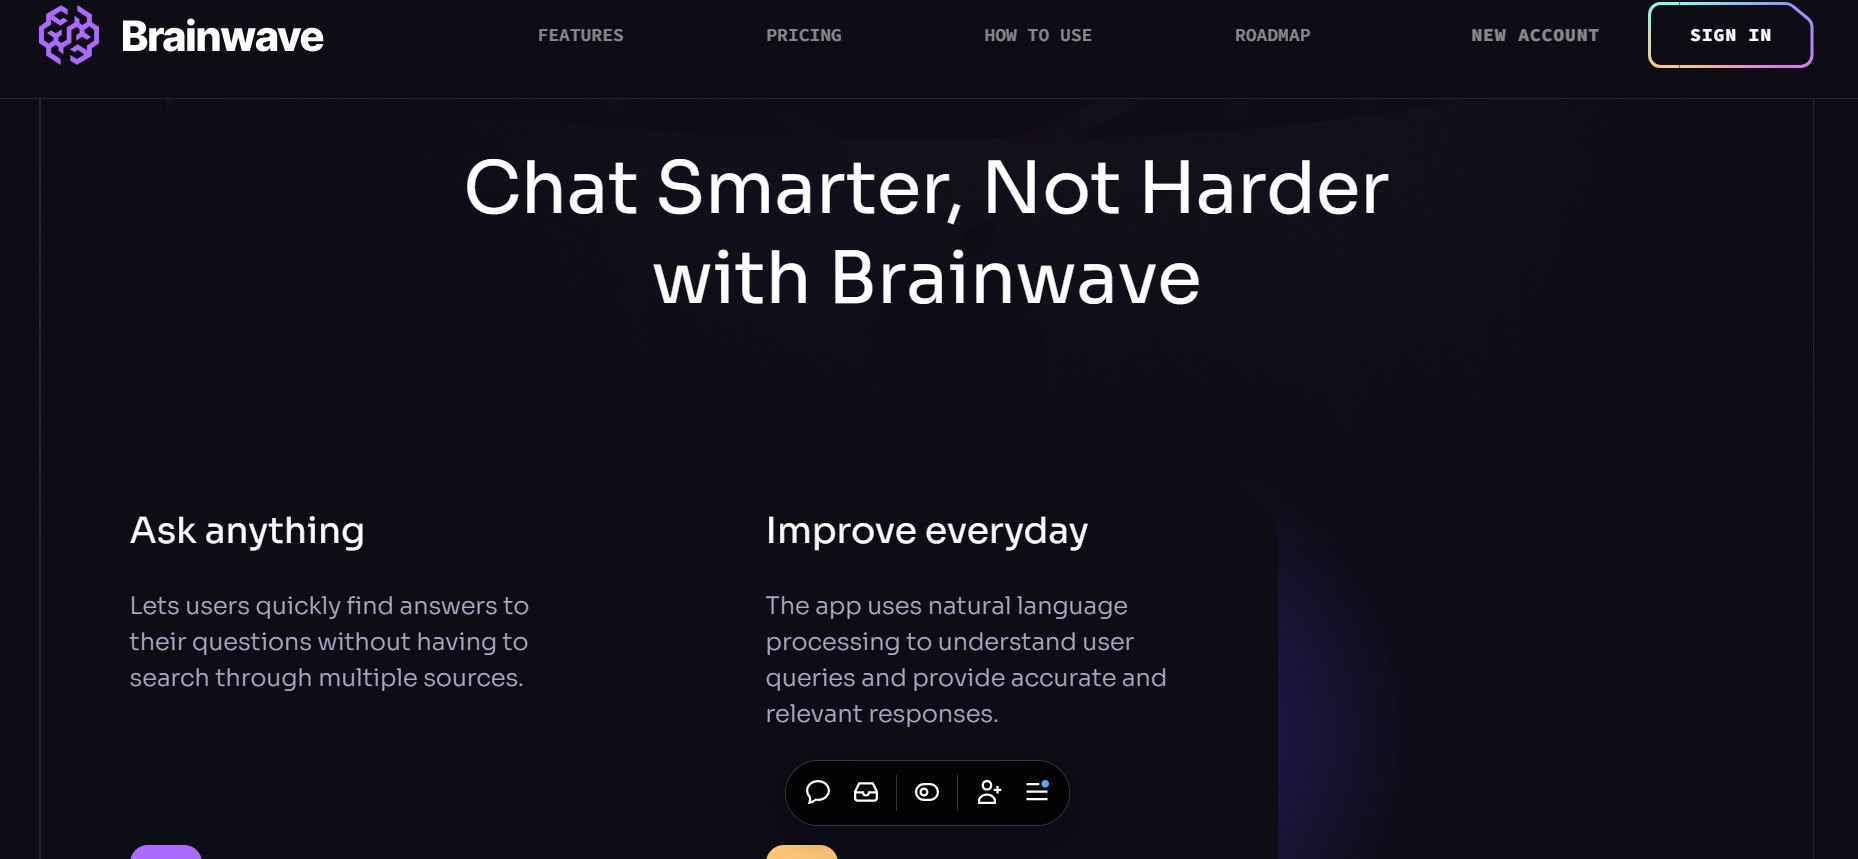 Brainwave
FEATURES
PRICING
HOW TO USE
ROADMAP
NEW ACCOUNT
SIGN IN
Chat Smarter, Not Harder
with Brainwave
Ask anything
Lets users quickly find answers to
their questions without having to
search through multiple sources.
Improve everyday
The app uses natural language
processing to understand user
queries and provide accurate and
relevant responses.